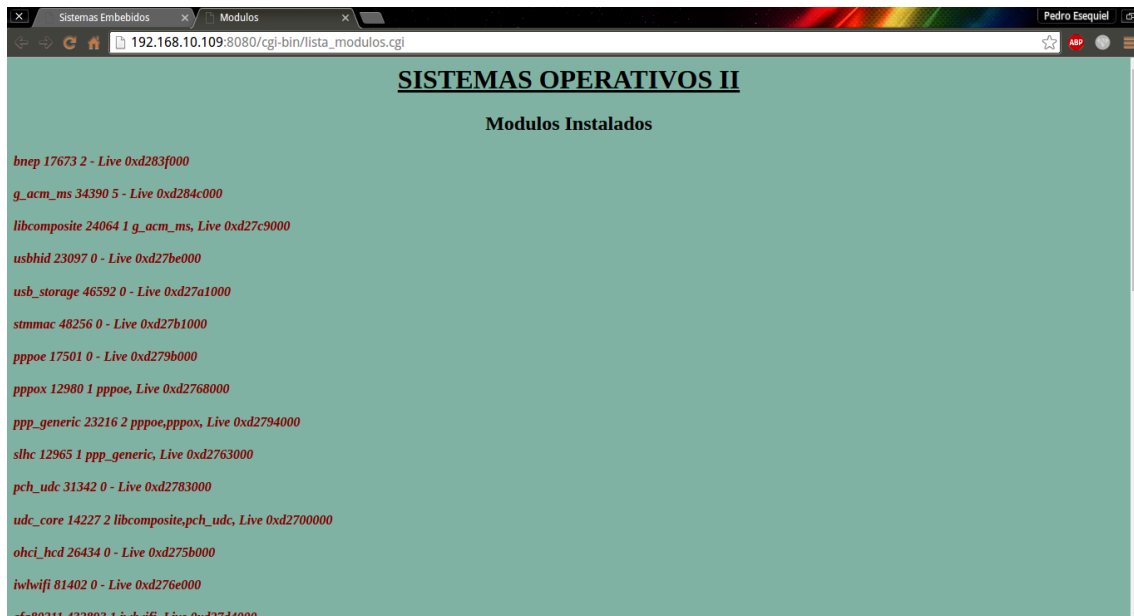 Sistemas Embebidos
Modulos
Pedro Esequiel
192.168.10.109:8080/cgi-bin/lista_modulos.cgi
ABP
SISTEMAS OPERATIVOS II
Modulos Instalados
bnep 17673 2 - Live 0xd283f000
g_acm_ms 34390 5 - Live 0xd284c000
libcomposite 24064 1 g_acm_ms, Live 0xd27c9000
usbhid 23097 0 - Live 0xd27be000
usb_storage 46592 0 - Live 0xd27a1000
stmmac 48256 0 - Live 0xd27b1000
pppoe 17501 0 - Live 0xd279b000
pppox 12980 1 pppoe, Live 0xd2768000
ppp_generic 23216 2 pppoe,pppox, Live 0xd2794000
slhc 12965 1 ppp_generic, Live 0xd2763000
pch_udc 31342 0 - Live 0xd2783000
udc_core 14227 2 libcomposite,pch_udc, Live 0xd2700000
ohci_hcd 26434 0 - Live 0xd275b000
iwlwifi 81402 0 - Live 0xd276e000